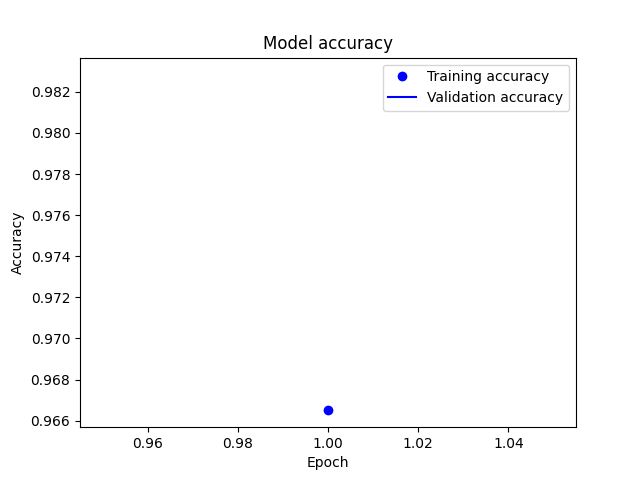 Model accuracy
Training accuracy
Validation accuracy
0.982
0.980
0.978
0.976
0.974
0.972
0.970
0.968
0.966
Accuracy
0.96 0.98 1.00 1.02 1.04
Epoch